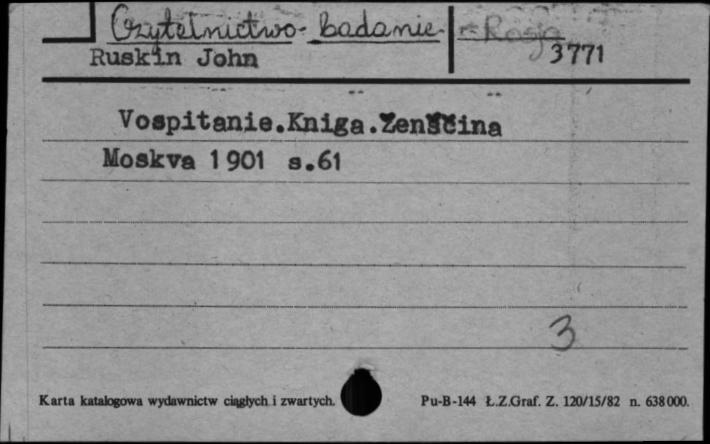 Czytelnictwo - badanie - Rosja
Ruskin John 3771
Vospitanie.Kniga.Ženščina
Moskva 1901 s.61
3
Karta katalogowa wydawnictw ciągłych i zwartych. Pu-B-144 Ł.Z.Graf. Z. 120/15/82 n. 638000.